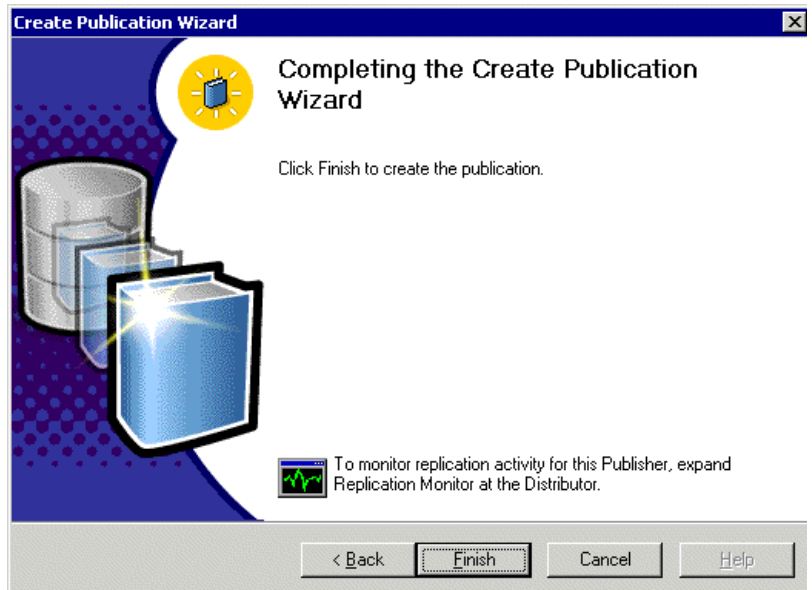 Create Publication Wizard
Completing the Create Publication
Wizard
Click Finish to create the publication.
To monitor replication activity for this Publisher, expand
Replication Monitor at the Distributor.
< Back
Finish
Cancel
Help